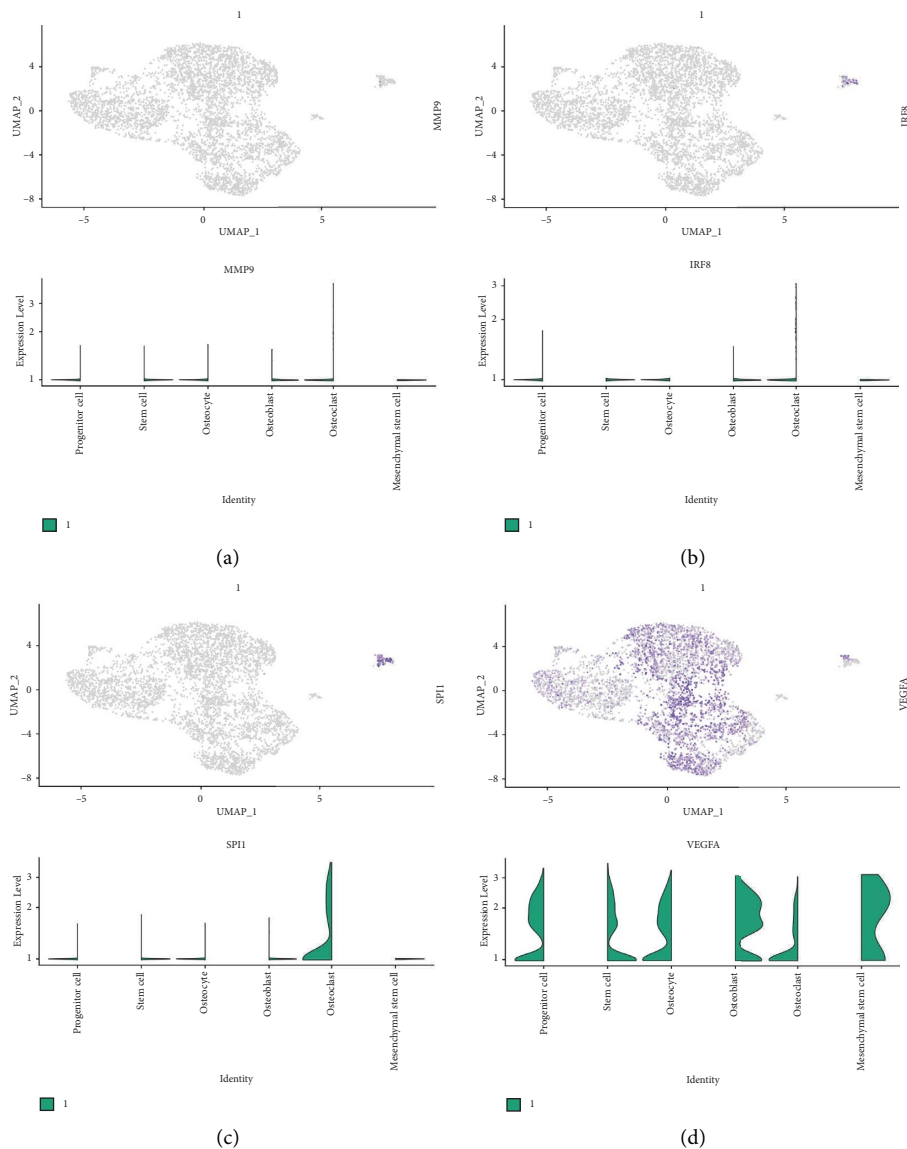 1
4
0
−4
−8
UMAP_2
−5
0
5
UMAP_1
MMP9
MMP9
3
2
1
Expression Level
Progenitor cell
Stem cell
Osteocyte
Osteoblast
Osteoclast
Mesenchymal stem cell
Identity
1
(a)
1
4
0
−4
−8
UMAP_2
−5
0
5
UMAP_1
IRF8
IRF8
3
2
1
Expression Level
Progenitor cell
Stem cell
Osteocyte
Osteoblast
Osteoclast
Mesenchymal stem cell
Identity
1
(b)
1
4
0
−4
−8
UMAP_2
−5
0
5
UMAP_1
SPI1
SPI1
3
2
1
Expression Level
Progenitor cell
Stem cell
Osteocyte
Osteoblast
Osteoclast
Mesenchymal stem cell
Identity
1
(c)
1
4
0
−4
−8
UMAP_2
−5
0
5
UMAP_1
VEGFA
VEGFA
3
2
1
Expression Level
Progenitor cell
Stem cell
Osteocyte
Osteoblast
Osteoclast
Mesenchymal stem cell
Identity
1
(d)